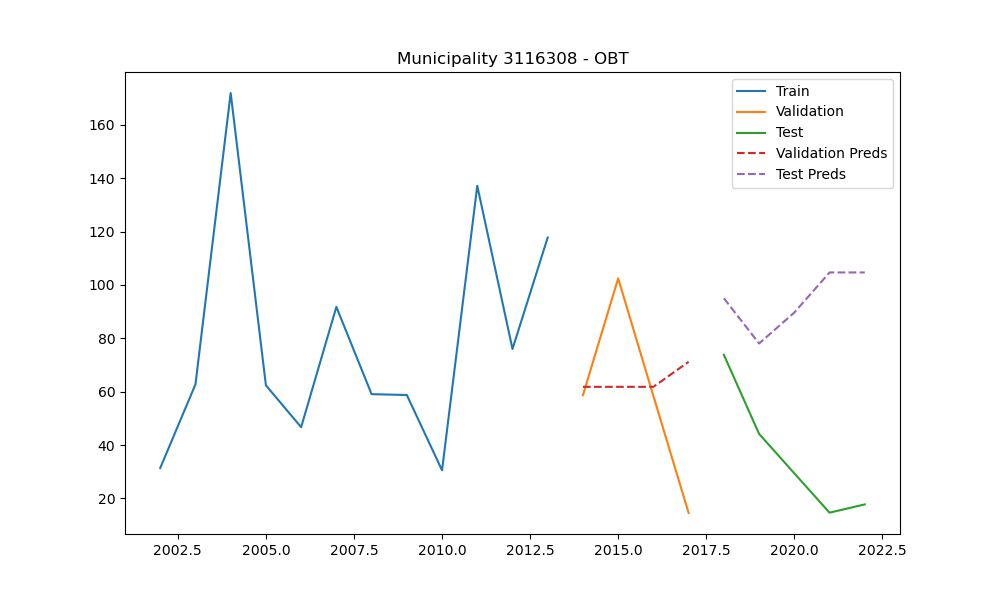 Municipality 3116308 - OBT
Train
Validation
Test
Validation Preds
Test Preds
160
140
120
100
80
60
40
20
2002.5 2005.0 2007.5 2010.0 2012.5 2015.0 2017.5 2020.0 2022.5